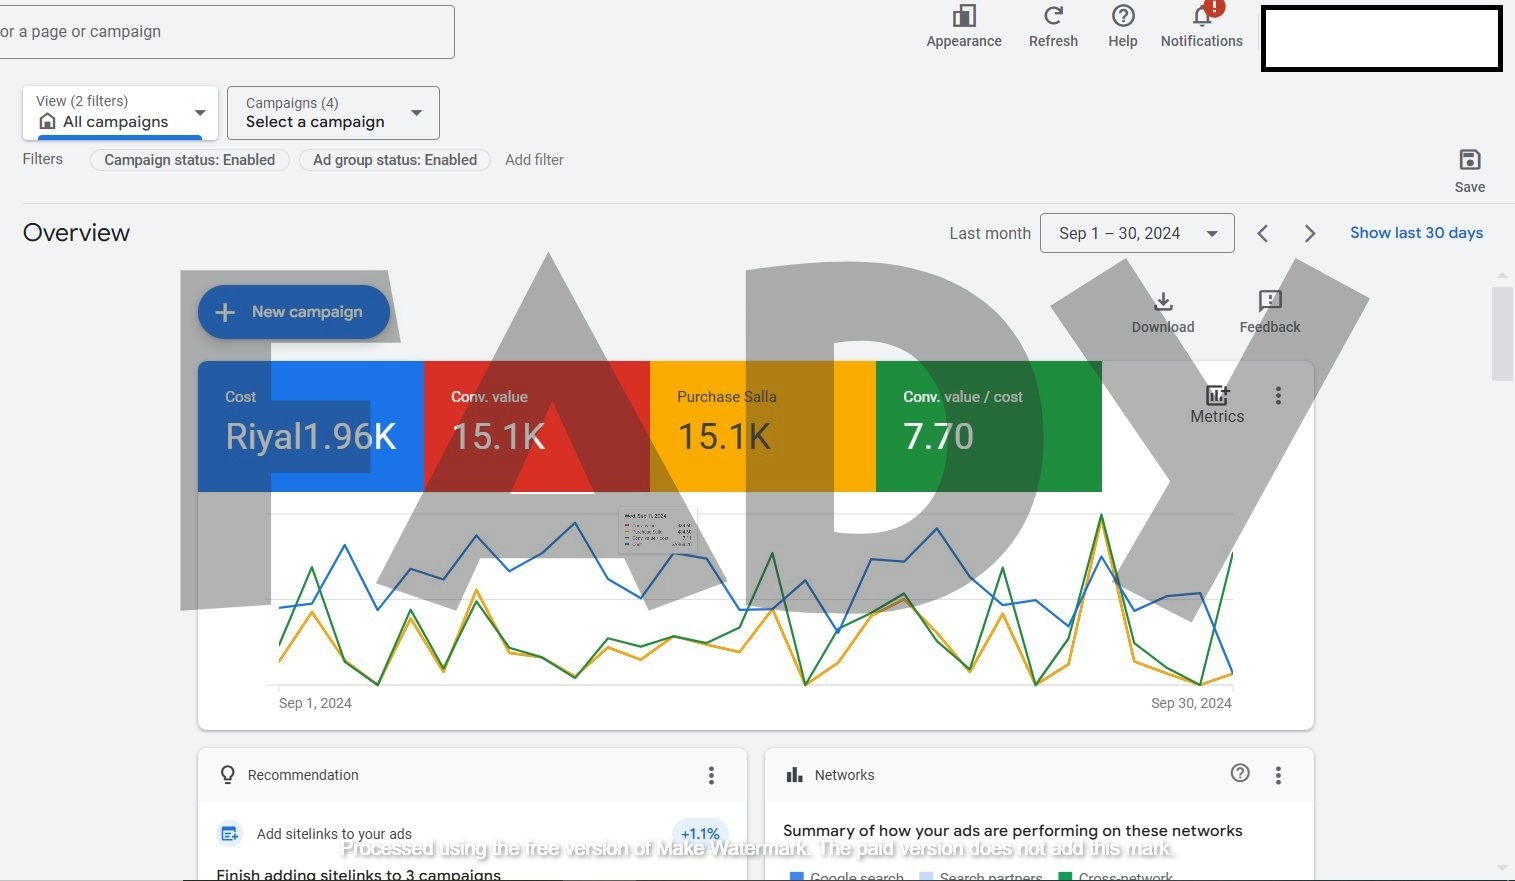 or a page or campaign
Appearance
Refresh
Help
Notifications
View (2 filters)
All campaigns
Campaigns (4)
Select a campaign
Filters
Campaign status: Enabled
Ad group status: Enabled
Add filter
Save
Overview
Last month
Sep 1 – 30, 2024
Show last 30 days
EADY
New campaign
Download
Feedback
Cost
Riyal1.96K
Conv. value
15.1K
Purchase Salla
15.1K
Conv. value / cost
7.70
Metrics
Wed, Sep 11, 2024
Sep 1, 2024
Sep 30, 2024
Recommendation
Networks
Add sitelinks to your ads
+1.1%
Summary of how your ads are performing on these networks
Processed using the free version of Make Watermark. The paid version does not add this mark.
Finish adding sitelinks to 3 campaigns
Google search
Search partners
Cross-network